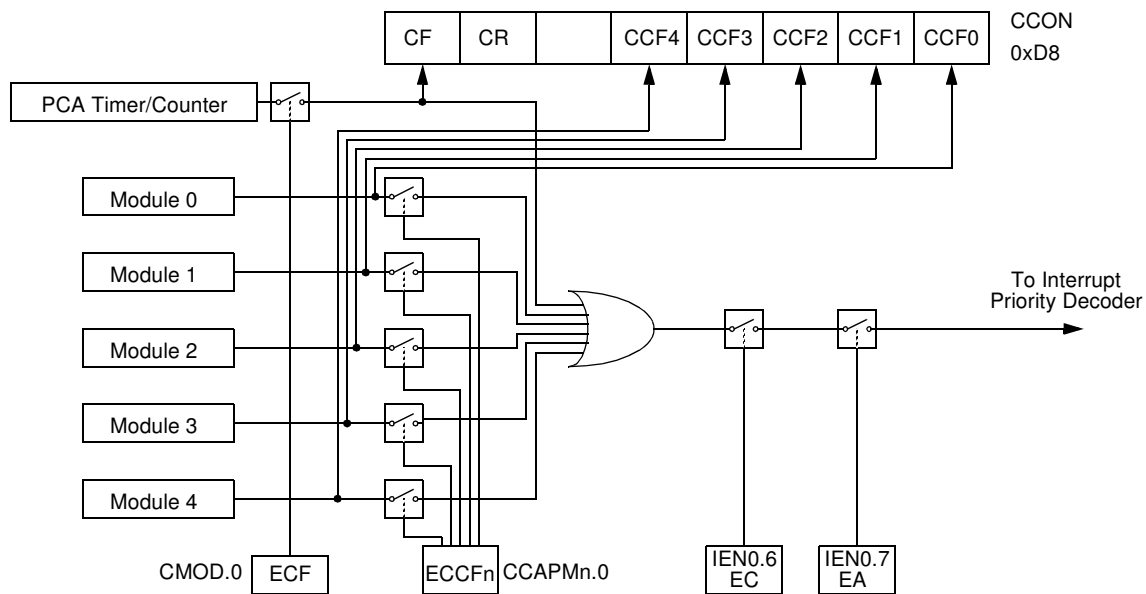 CF CR CCF4 CCF3 CCF2 CCF1 CCF0
CCON
0xD8
PCA Timer/Counter
Module 0
Module 1
Module 2
Module 3
Module 4
To Interrupt
Priority Decoder
CMOD.0 ECF
ECCFn CCAPMn.0
IEN0.6
EC
IEN0.7
EA